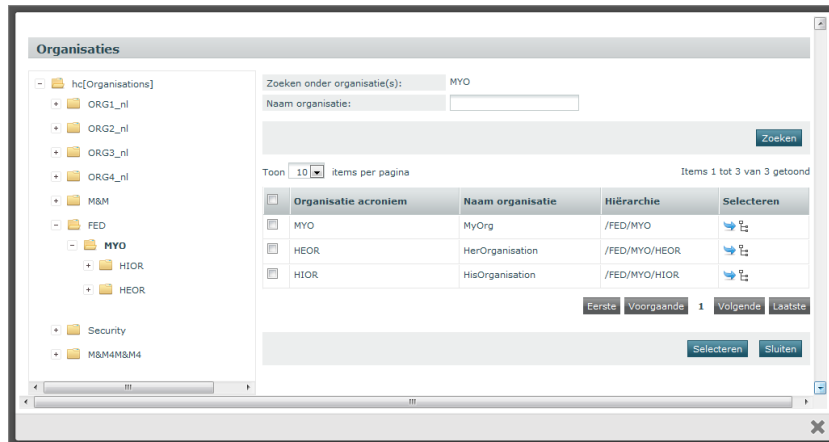 Organisaties
hc[Organisations]
ORG1_nl
ORG2_nl
ORG3_nl
ORG4_nl
M&M
FED
MYO
HIOR
HEOR
Security
M&M4M&M4
Zoeken onder organisatie(s): MYO
Naam organisatie:
Zoeken
Toon 10 items per pagina Items 1 tot 3 van 3 getoond
Organisatie acroniem Naam organisatie Hiërarchie Selecteren
MYO MyOrg /FED/MYO
HEOR HerOrganisation /FED/MYO/HEOR
HIOR HisOrganisation /FED/MYO/HIOR
Eerste Voorgaande 1 Volgende Laatste
Selecteren Sluiten